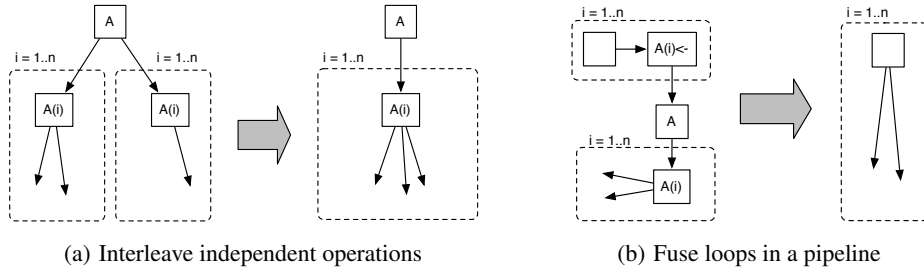 A
i = 1..n
i = 1..n
A(i)
A(i)
A
i = 1..n
A(i)
(a) Interleave independent operations
i = 1..n
A(i)<-
A
i = 1..n
A(i)
i = 1..n
(b) Fuse loops in a pipeline